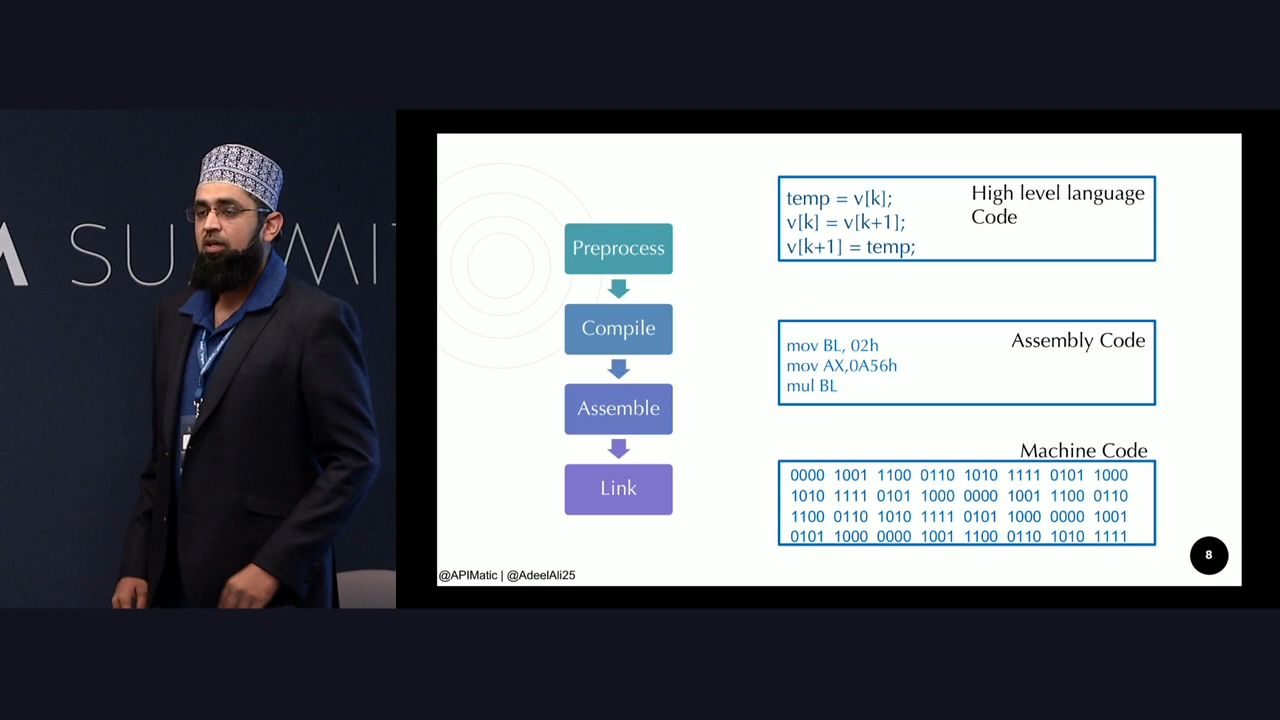 SUMMIT
Preprocess
Compile
Assemble
Link
temp = v[k];
v[k] = v[k+1];
v[k+1] = temp;
High level language
Code
mov BL, 02h
mov AX,0A56h
mul BL
Assembly Code
Machine Code
0000 1001 1100 0110 1010 1111 0101 1000
1010 1111 0101 1000 0000 1001 1100 0110
1100 0110 1010 1111 0101 1000 0000 1001
0101 1000 0000 1001 1100 0110 1010 1111
8
@APIMatic | @AdeelAli25